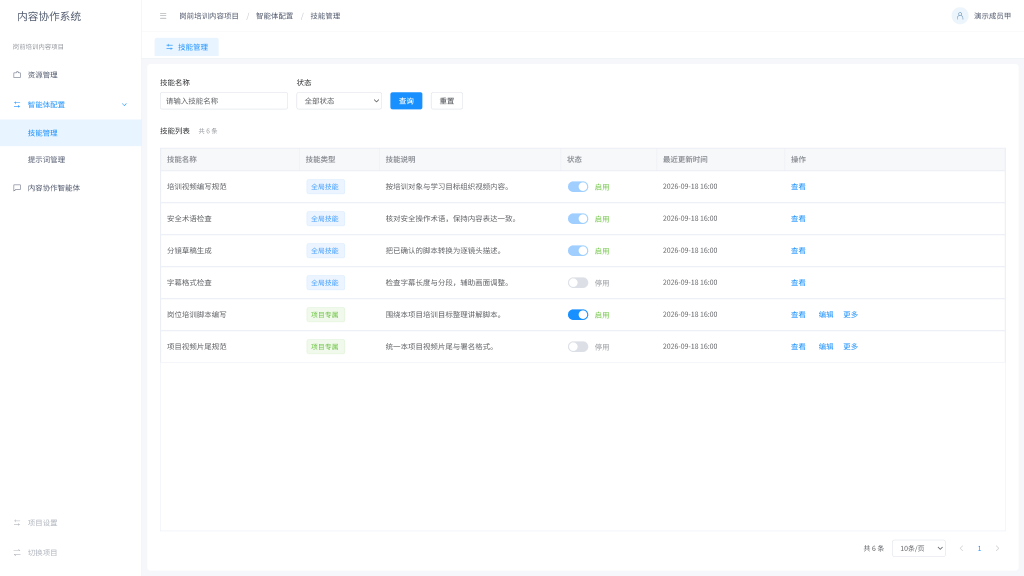 内容协作系统
岗前培训内容项目 / 智能体配置 / 技能管理
演示成员甲
岗前培训内容项目
资源管理
智能体配置
技能管理
提示词管理
内容协作智能体
项目设置
切换项目
技能管理
技能名称 状态
请输入技能名称 全部状态 查询 重置
技能列表 共 6 条
技能名称 技能类型 技能说明 状态 最近更新时间 操作
培训视频编写规范 全局技能 按培训对象与学习目标组织视频内容。 启用 2026-09-18 16:00 查看
安全术语检查 全局技能 核对安全操作术语，保持内容表达一致。 启用 2026-09-18 16:00 查看
分镜草稿生成 全局技能 把已确认的脚本转换为逐镜头描述。 启用 2026-09-18 16:00 查看
字幕格式检查 全局技能 检查字幕长度与分段，辅助画面调整。 停用 2026-09-18 16:00 查看
岗位培训脚本编写 项目专属 围绕本项目培训目标整理讲解脚本。 启用 2026-09-18 16:00 查看 编辑 更多
项目视频片尾规范 项目专属 统一本项目视频片尾与署名格式。 停用 2026-09-18 16:00 查看 编辑 更多
共 6 条 10条/页 1